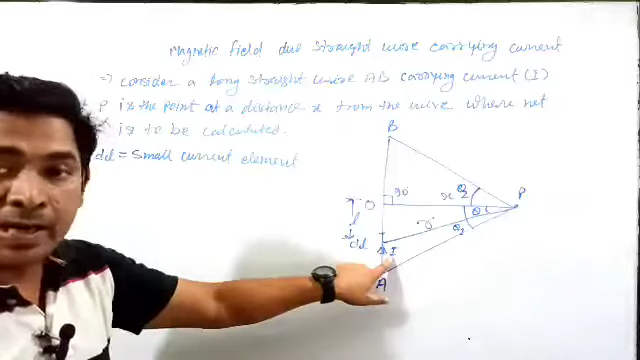 magnetic field due straight wire carrying current
⇒ consider a long straight wire AB carrying current (I)
P is the point at a distance x from the wire where net
is to be calculated.
dl = Small current element
B
90°
x
θ2
P
O
θ
l
r
θ1
dl
I
A